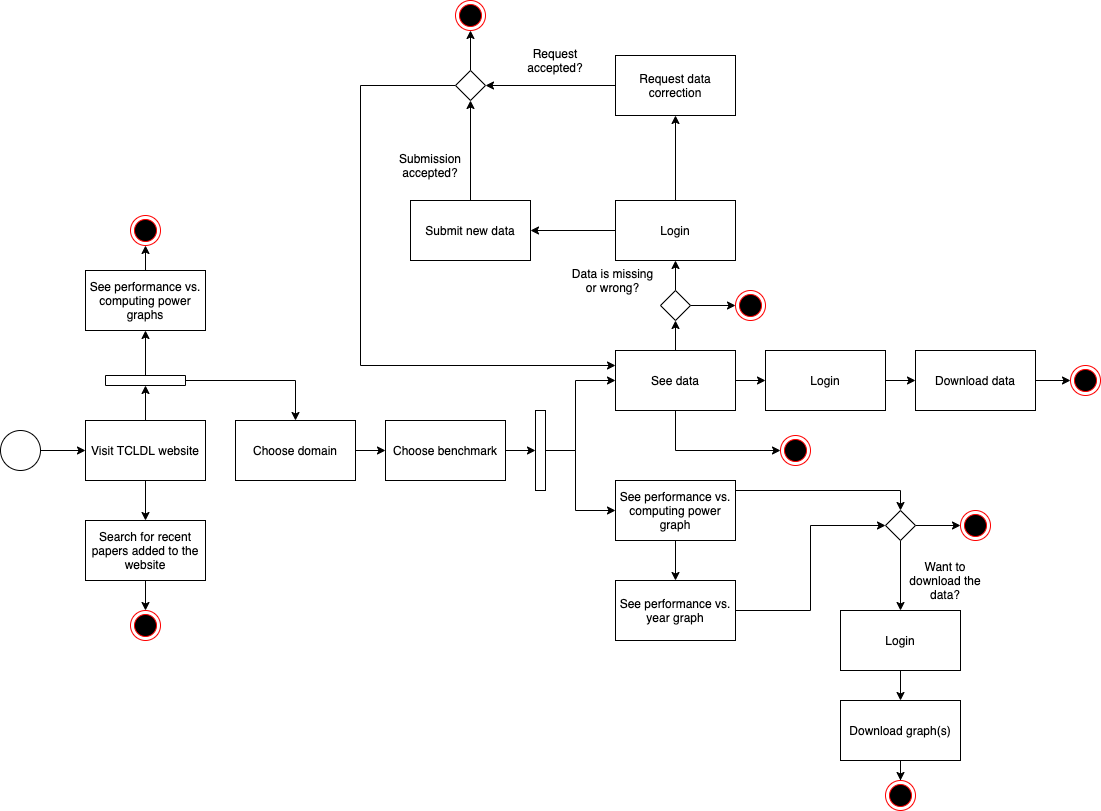 Request
accepted?
Request data
correction
Submission
accepted?
Submit new data
Login
Data is missing
or wrong?
See performance vs.
computing power
graphs
See data
Login
Download data
Visit TCLDL website
Choose domain
Choose benchmark
See performance vs.
computing power
graph
Search for recent
papers added to the
website
Want to
download the
data?
See performance vs.
year graph
Login
Download graph(s)